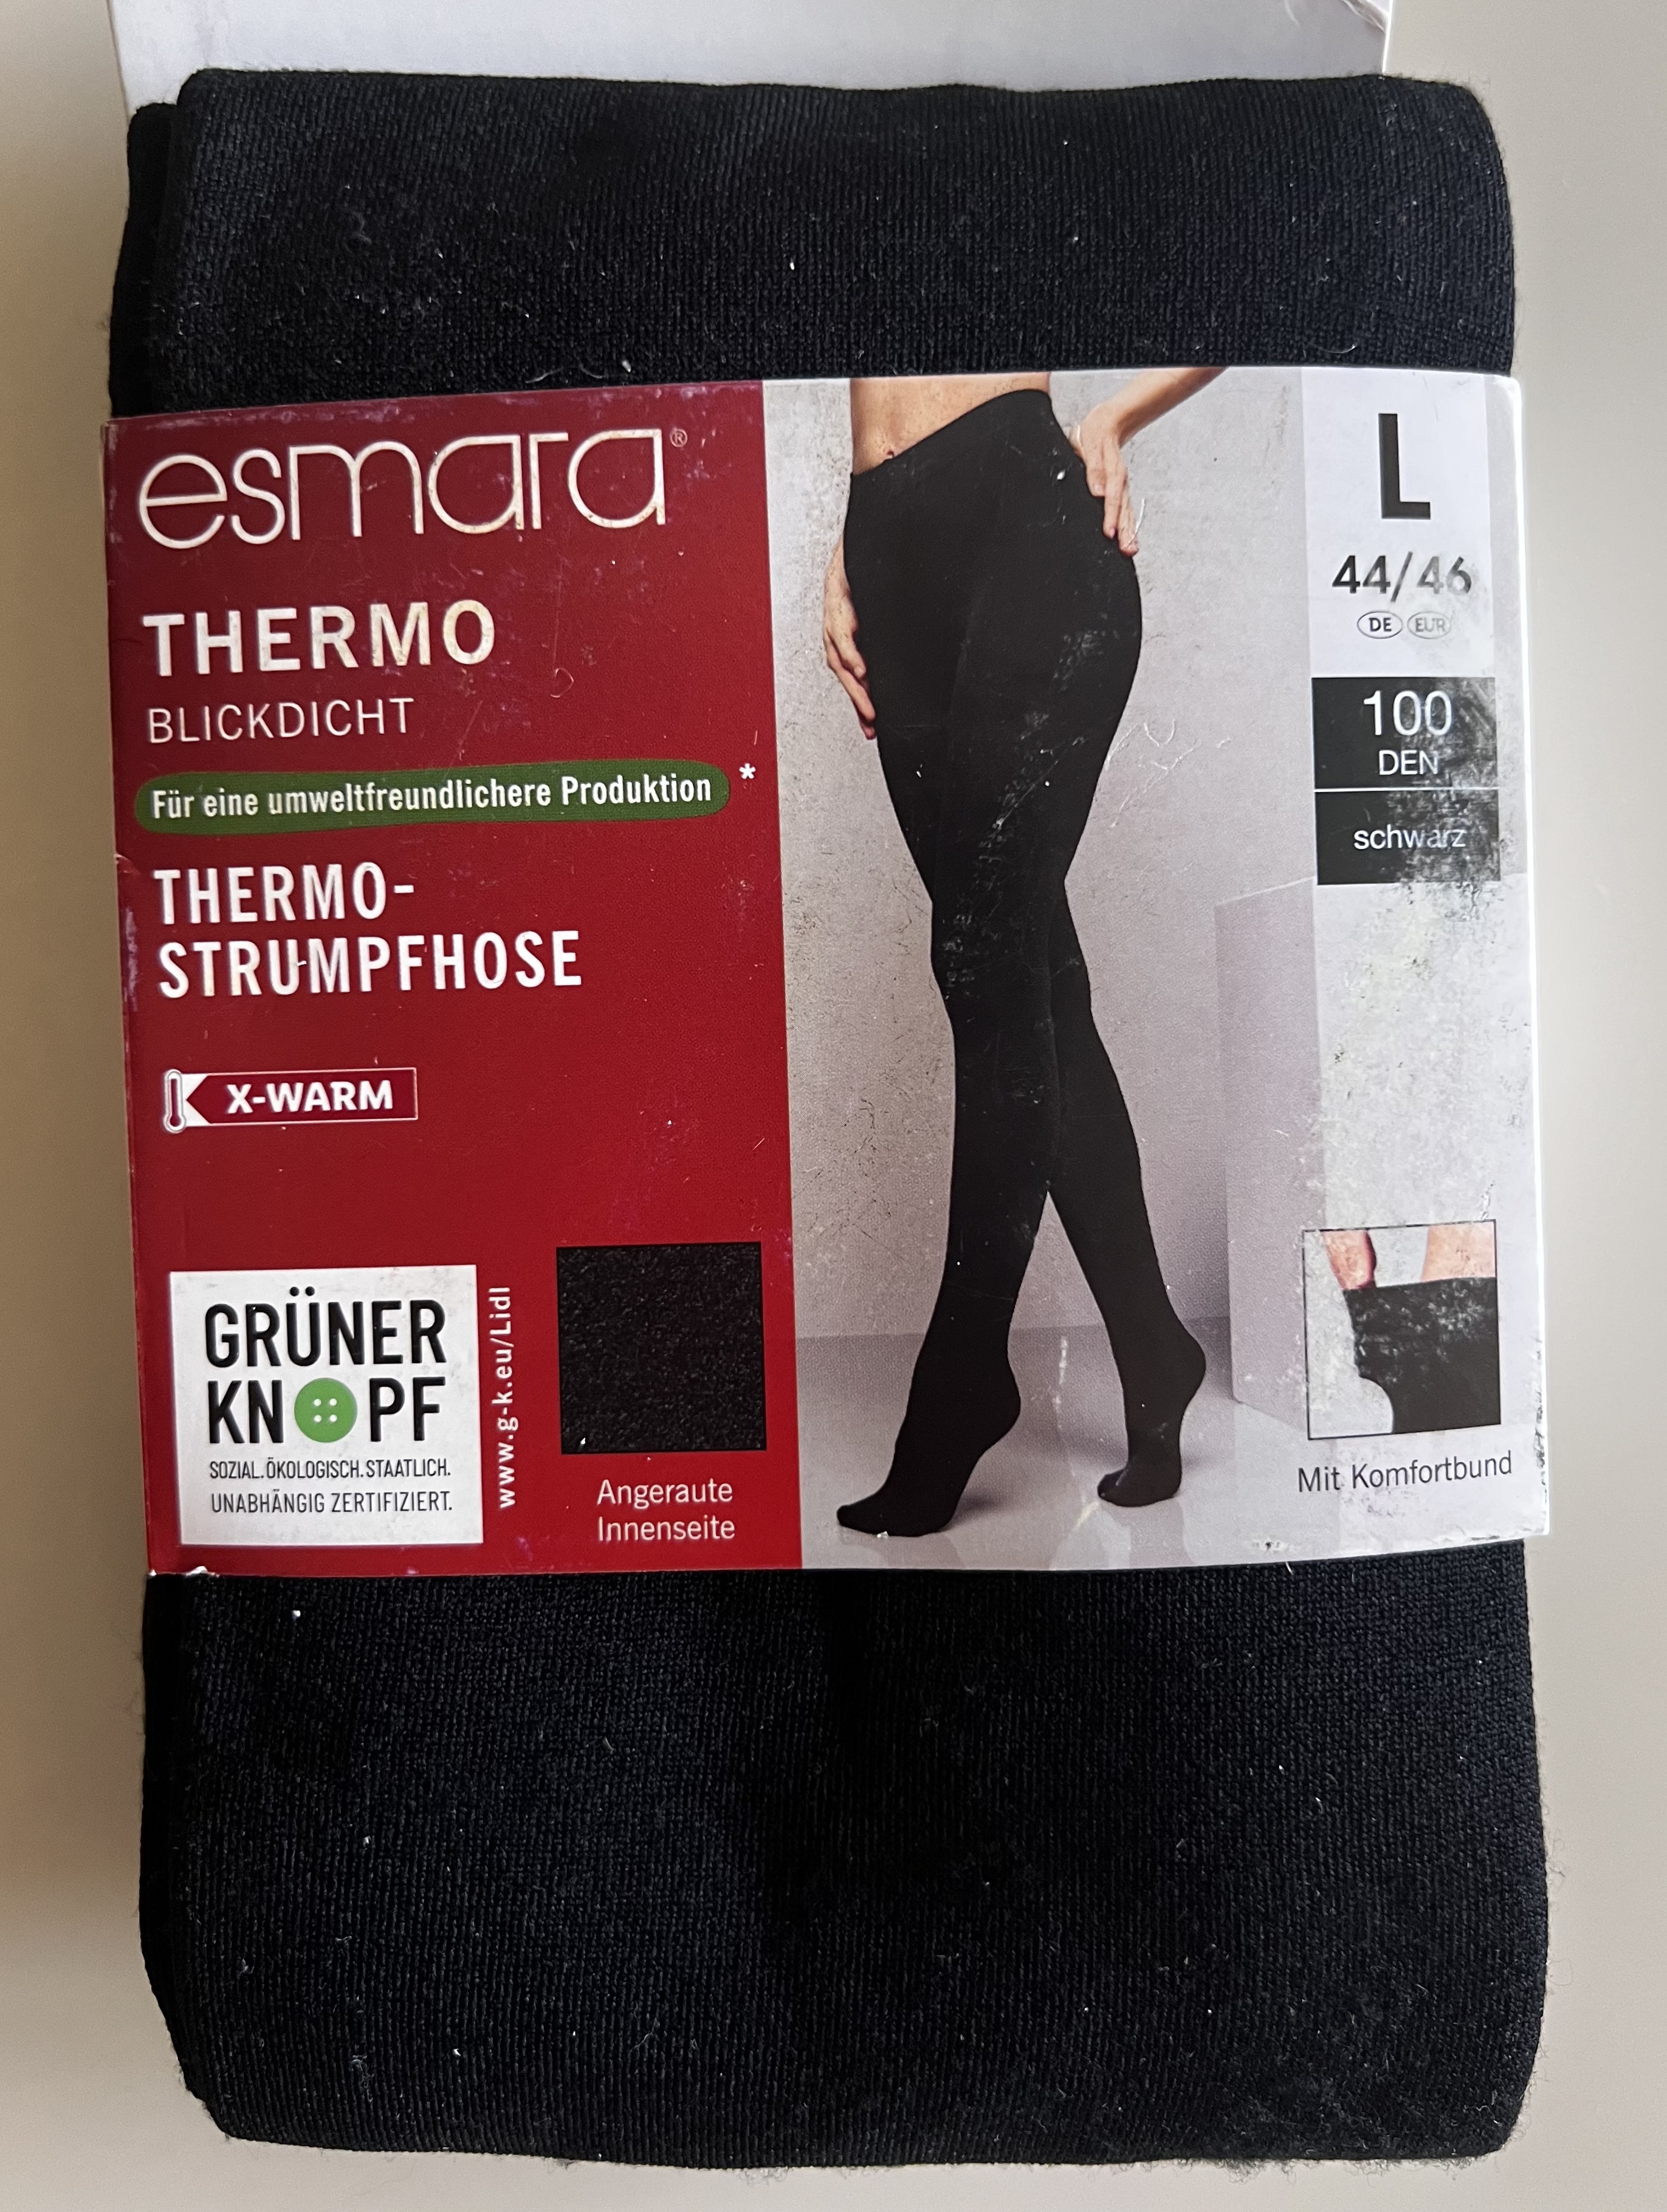 esmara®
THERMO
BLICKDICHT
Für eine umweltfreundlichere Produktion *
THERMO-
STRUMPFHOSE
X-WARM
GRÜNER
KNOPF
SOZIAL. ÖKOLOGISCH. STAATLICH.
UNABHÄNGIG ZERTIFIZIERT.
www.g-k.eu/Lidl
Angeraute
Innenseite
L
44/46
DE EUR
100
DEN
schwarz
Mit Komfortbund